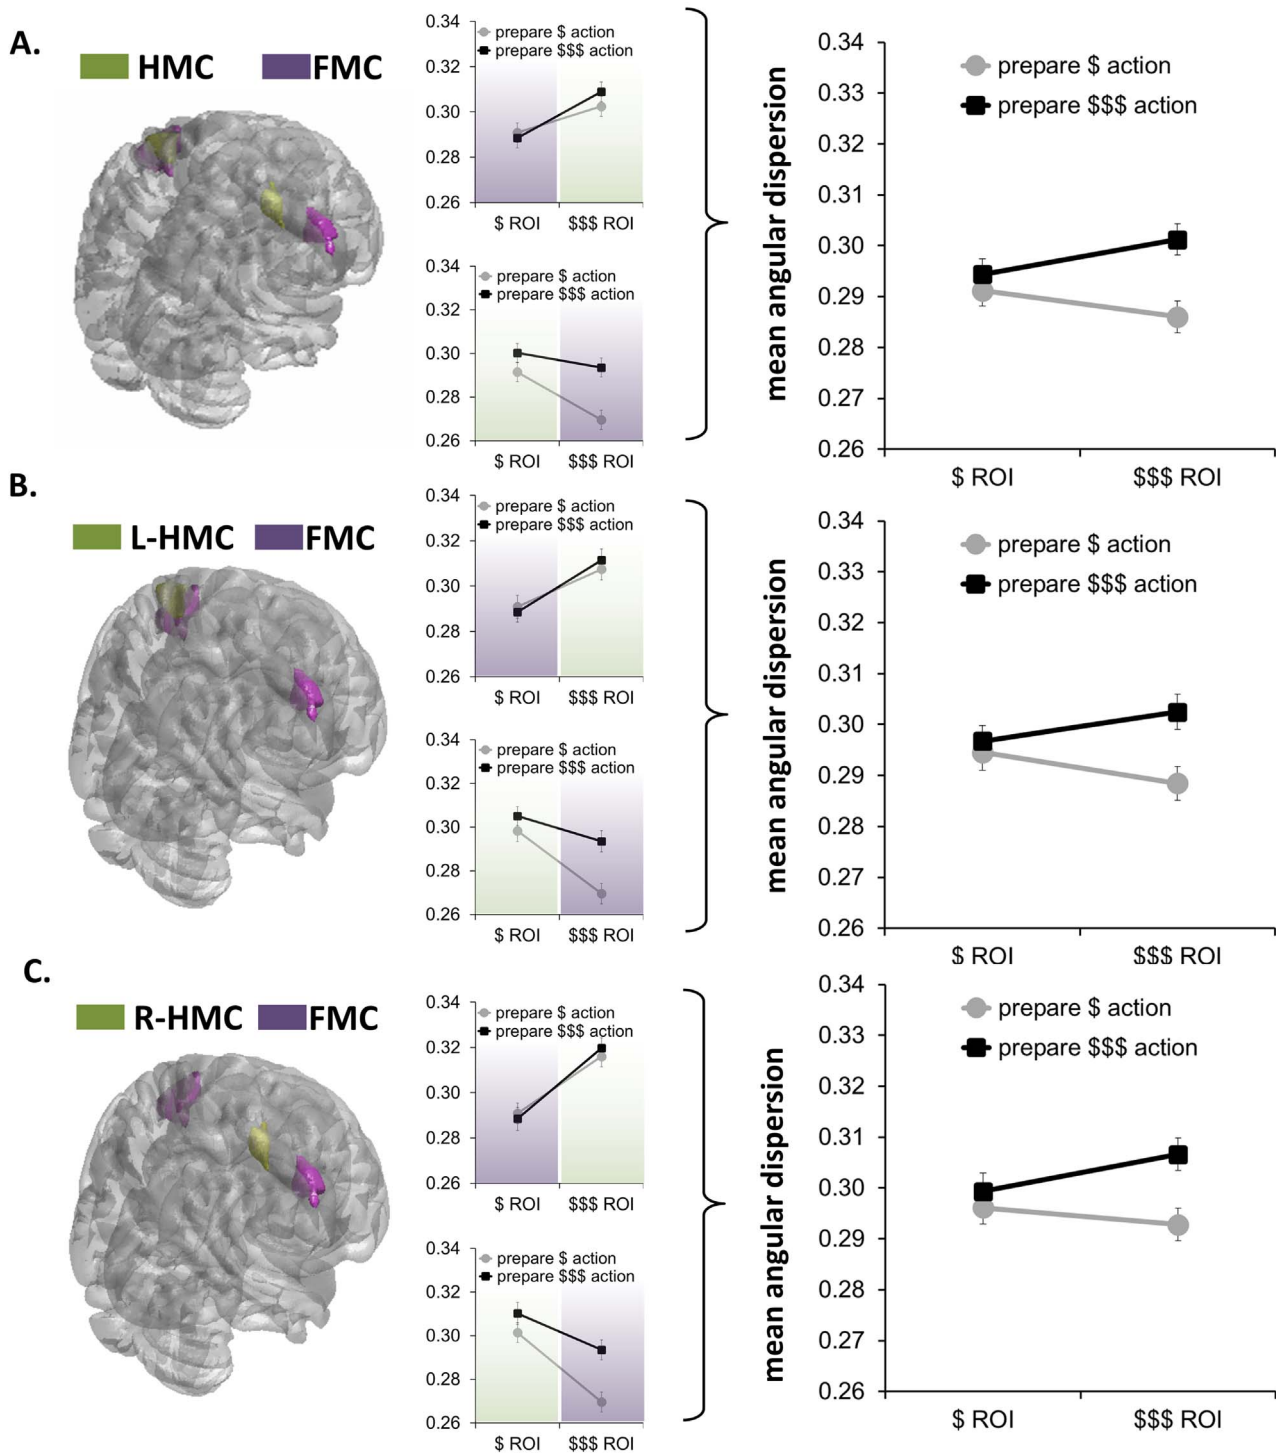 A.
HMC FMC
0.34
prepare $ action
prepare $$$ action
0.32
0.30
0.28
0.26
$ ROI $$$ ROI
0.34
prepare $ action
prepare $$$ action
0.32
0.30
0.28
0.26
$ ROI $$$ ROI
mean angular dispersion
0.34
prepare $ action
0.33
prepare $$$ action
0.32
0.31
0.30
0.29
0.28
0.27
0.26
$ ROI $$$ ROI
B.
L-HMC FMC
0.34
prepare $ action
prepare $$$ action
0.32
0.30
0.28
0.26
$ ROI $$$ ROI
0.34
prepare $ action
prepare $$$ action
0.32
0.30
0.28
0.26
$ ROI $$$ ROI
mean angular dispersion
0.34
prepare $ action
0.33
prepare $$$ action
0.32
0.31
0.30
0.29
0.28
0.27
0.26
$ ROI $$$ ROI
C.
R-HMC FMC
0.34
prepare $ action
prepare $$$ action
0.32
0.30
0.28
0.26
$ ROI $$$ ROI
0.34
prepare $ action
prepare $$$ action
0.32
0.30
0.28
0.26
$ ROI $$$ ROI
mean angular dispersion
0.34
prepare $ action
0.33
prepare $$$ action
0.32
0.31
0.30
0.29
0.28
0.27
0.26
$ ROI $$$ ROI